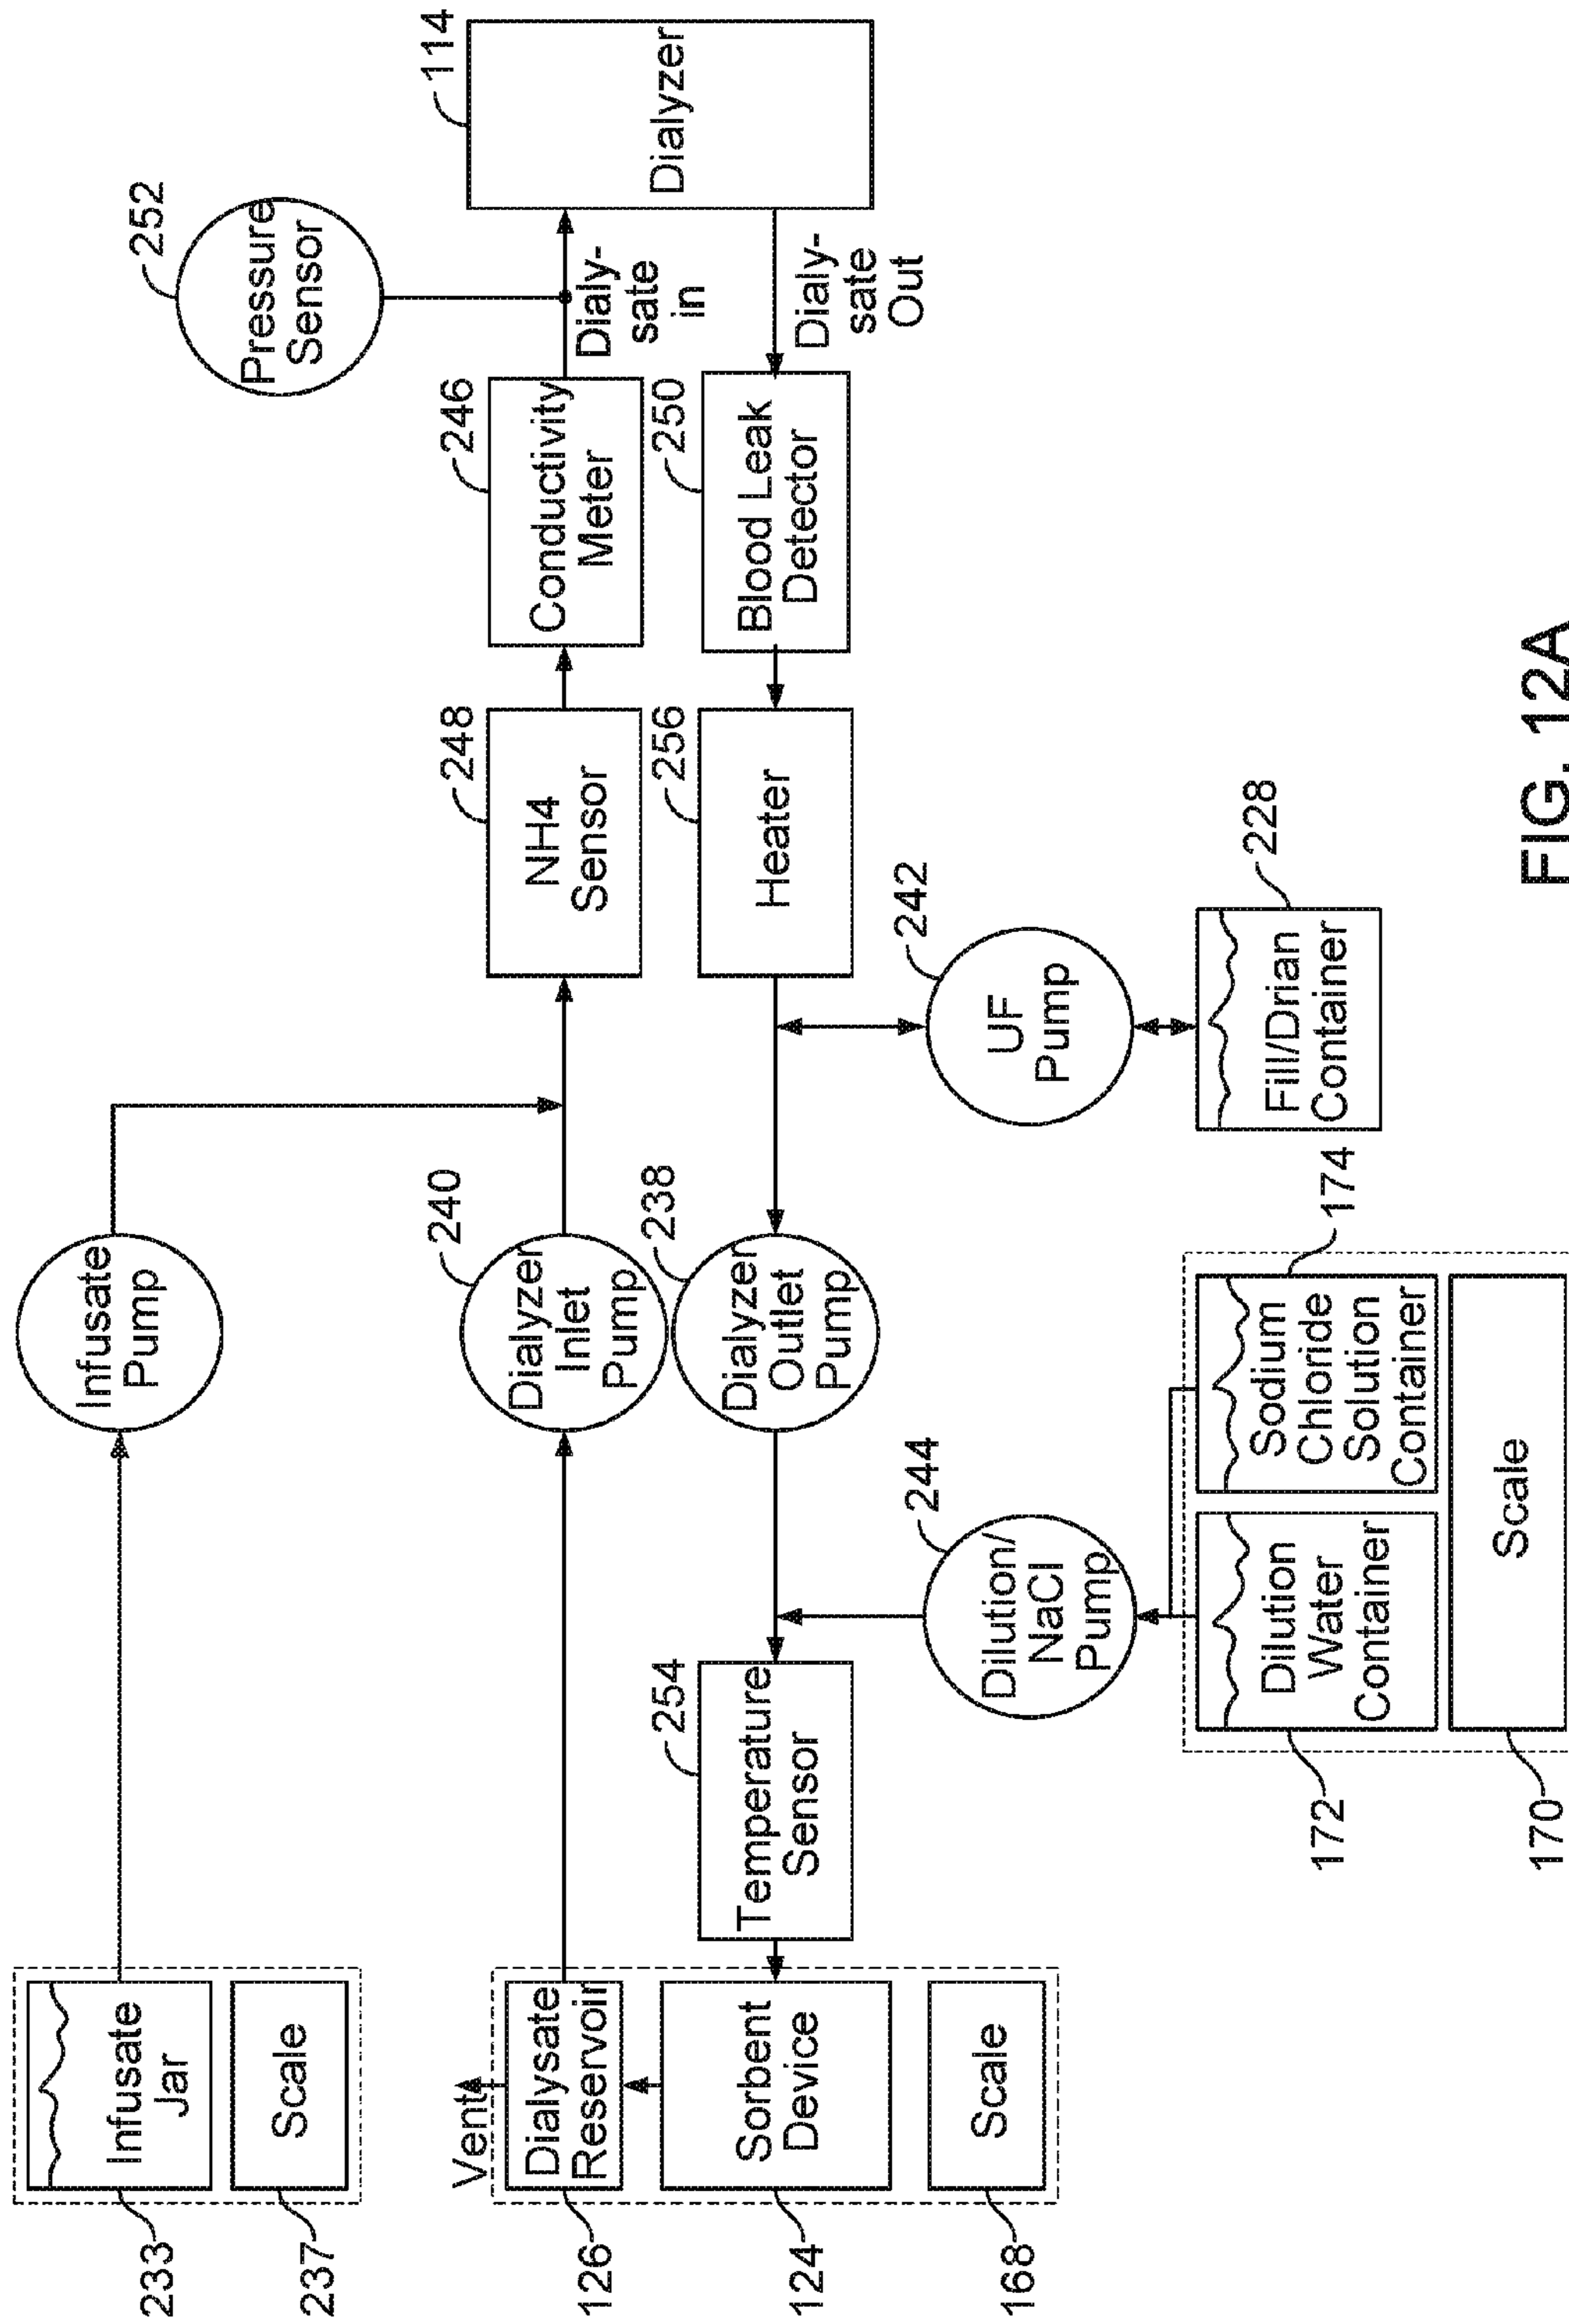 233
Infusate
Jar
237
Scale
Infusate
Pump
252
Pressure
Sensor
114
Dialyzer
Vent
126
Dialysate
Reservoir
240
Dialyzer
Inlet
Pump
248
NH4
Sensor
246
Conductivity
Meter
Dialy-
sate
in
124
Sorbent
Device
168
Scale
254
Temperature
Sensor
238
Dialyzer
Outlet
Pump
256
Heater
250
Blood Leak
Detector
Dialy-
sate
Out
244
Dilution/
NaCl
Pump
242
UF
Pump
172
Dilution
Water
Container
174
Sodium
Chloride
Solution
Container
228
Fill/Drian
Container
170
Scale
FIG. 12A